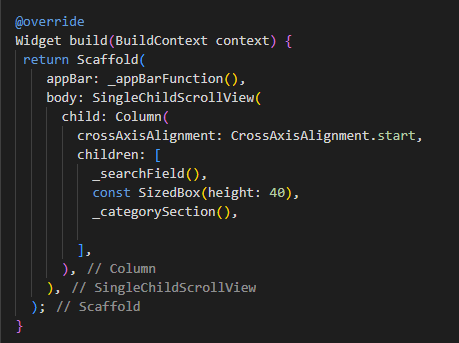 @override
Widget build(BuildContext context) {
return Scaffold(
appBar: _appBarFunction(),
body: SingleChildScrollView(
child: Column(
crossAxisAlignment: CrossAxisAlignment.start,
children: [
_searchField(),
const SizedBox(height: 40),
_categorySection(),
],
), // Column
), // SingleChildScrollView
); // Scaffold
}